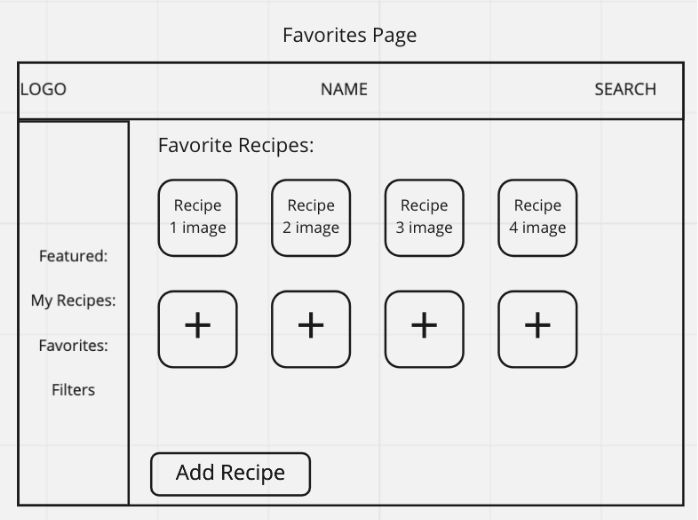 Favorites Page
LOGO NAME SEARCH
Favorite Recipes:
Recipe
1 image
Recipe
2 image
Recipe
3 image
Recipe
4 image
Featured:
My Recipes:
Favorites:
Filters
+ + + +
Add Recipe